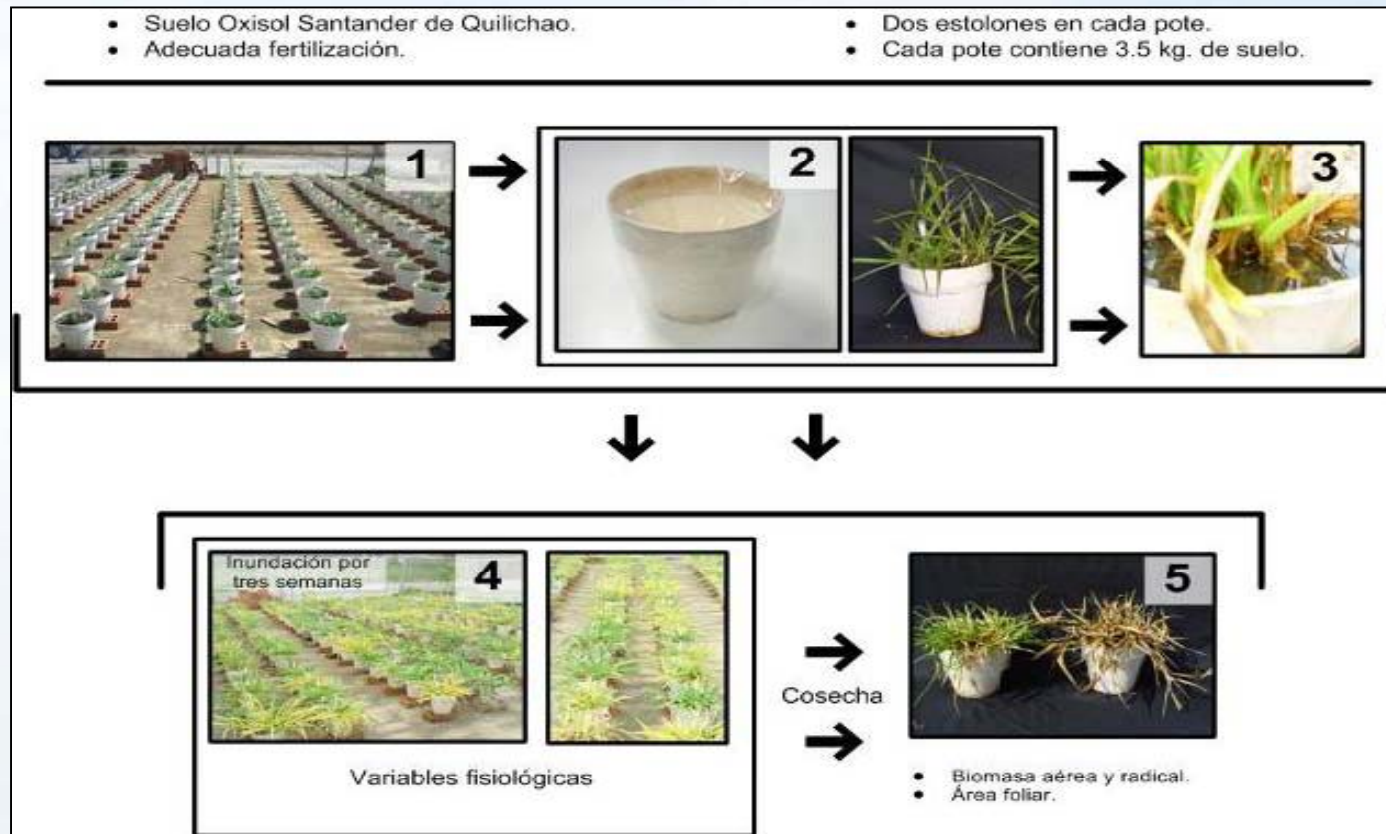 • Suelo Oxisol Santander de Quilichao.
• Adecuada fertilización.
• Dos estolones en cada pote.
• Cada pote contiene 3.5 kg. de suelo.
1
2
3
Inundación por
tres semanas
4
5
Cosecha
Variables fisiológicas
• Biomasa aérea y radical.
• Área foliar.